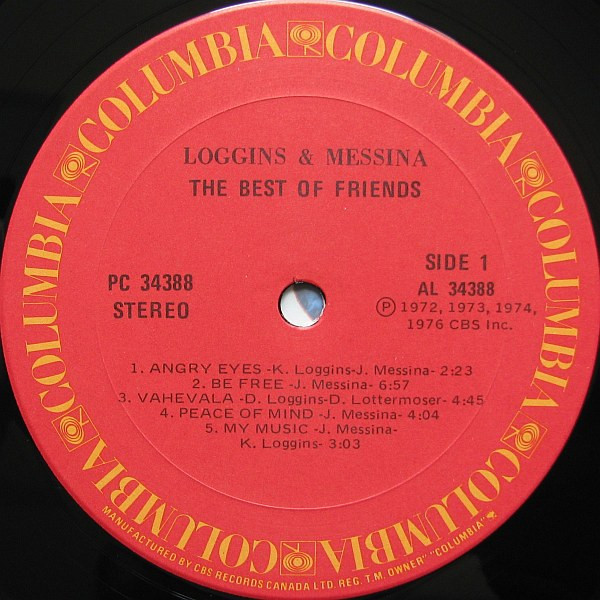 COLUMBIA COLUMBIA COLUMBIA COLUMBIA COLUMBIA COLUMBIA COLUMBIA COLUMBIA
LOGGINS & MESSINA
THE BEST OF FRIENDS
PC 34388
STEREO
SIDE 1
AL 34388
Ⓟ 1972, 1973, 1974,
1976 CBS Inc.
1. ANGRY EYES -K. Loggins-J. Messina- 2:23
2. BE FREE -J. Messina- 6:57
3. VAHEVALA -D. Loggins-D. Lottermoser- 4:45
4. PEACE OF MIND -J. Messina- 4:04
5. MY MUSIC -J. Messina-
K. Loggins- 3:03
MANUFACTURED BY CBS RECORDS CANADA LTD. REG. T.M. OWNER "COLUMBIA"